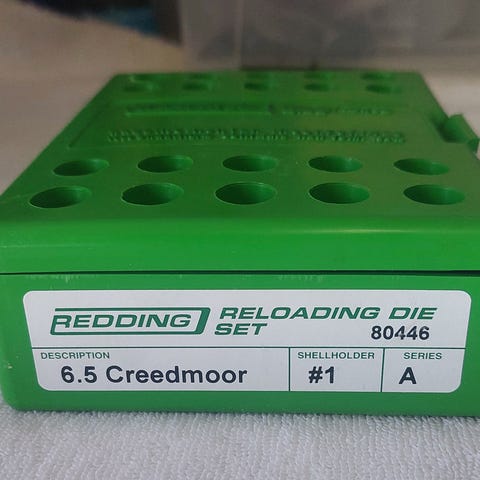 REDDING RELOADING DIE
SET 80446
DESCRIPTION SHELLHOLDER SERIES
6.5 Creedmoor #1 A